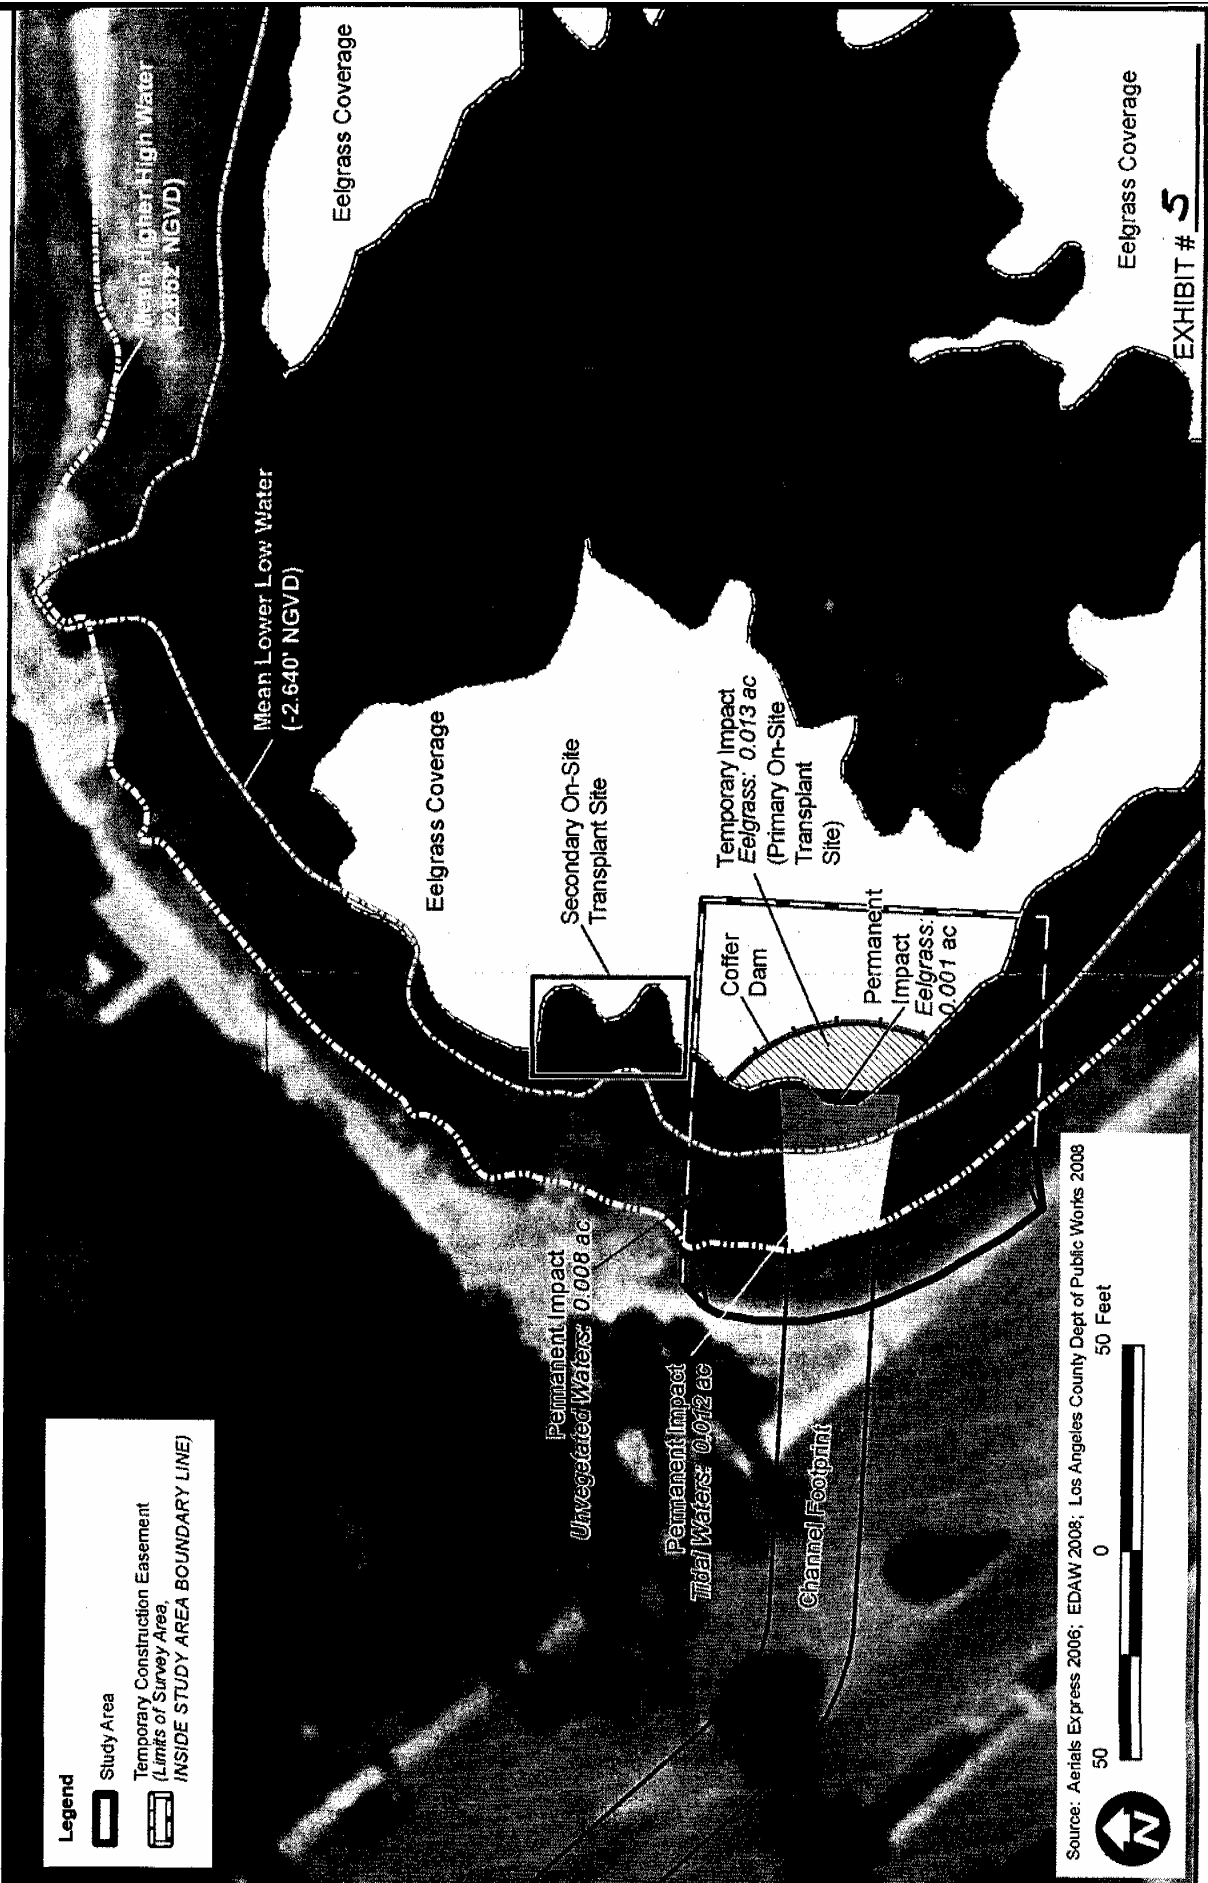 Legend
Study Area
Temporary Construction Easement
(Limits of Survey Area,
INSIDE STUDY AREA BOUNDARY LINE)
Mean Higher High Water
NGVD)
Mean Lower Low Water
(-2.640' NGVD)
Eelgrass Coverage
Eelgrass Coverage
Eelgrass Coverage
Secondary On-Site
Transplant Site
Temporary Impact
Eelgrass: 0.013 ac
(Primary On-Site
Transplant
Site)
Coffer
Dam
Permanent
Impact
Eelgrass:
0.001 ac
Permanent Impact
Unvegetated Waters: 0.008 ac
Permanent Impact
Tidal Waters: 0.012 ac
Channel Footprint
50 0 50 Feet
N
Source: Aerials Express 2006; EDAW 2008; Los Angeles County Dept of Public Works 2008
EXHIBIT # 5